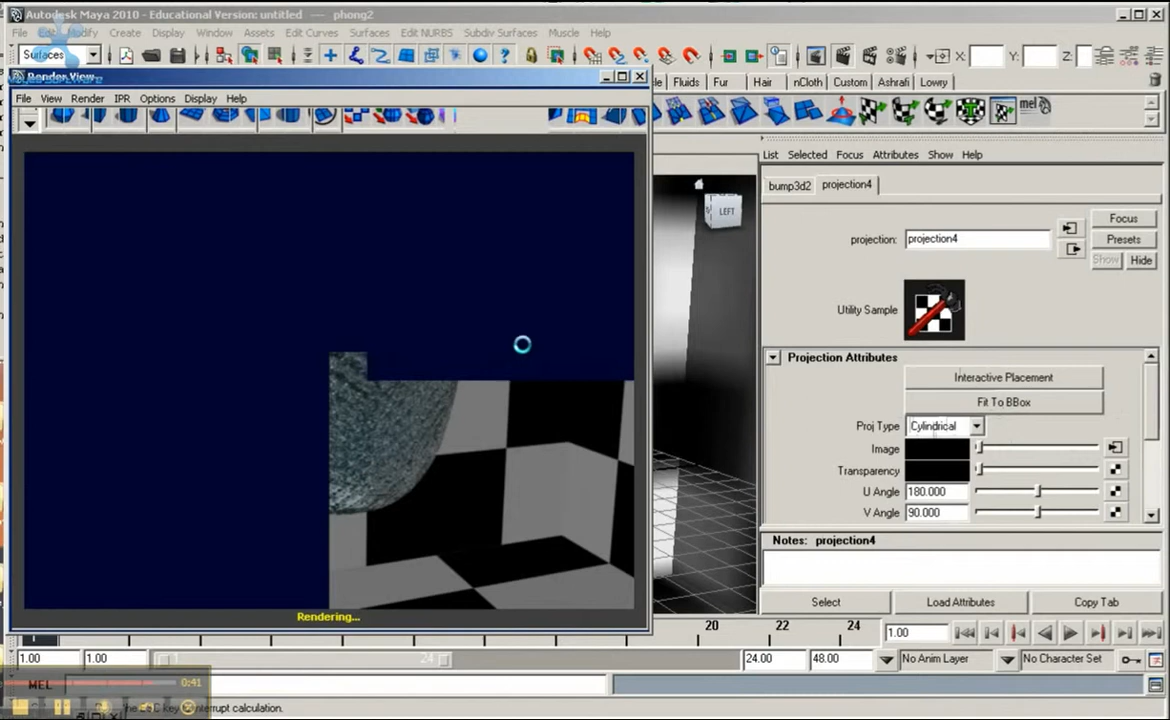 Autodesk Maya 2010 - Educational Version: untitled --- phong2
File Edit Modify Create Display Window Assets Edit Curves Surfaces Edit NURBS Subdiv Surfaces Muscle Help
Surfaces X: Y: Z:
Render View
Fluids Fur Hair nCloth Custom Ashrafi Lowry
File View Render IPR Options Display Help
mel
List Selected Focus Attributes Show Help
bump3d2 projection4
LEFT
Focus
projection: projection4
Presets
Show Hide
Utility Sample
Projection Attributes
Interactive Placement
Fit To BBox
Proj Type Cylindrical
Image
Transparency
U Angle 180.000
V Angle 90.000
Notes: projection4
Rendering...
Select Load Attributes Copy Tab
20 22 24 1.00
1.00 1.00 24 24.00 48.00 No Anim Layer No Character Set
MEL 0:41
interrupt calculation.